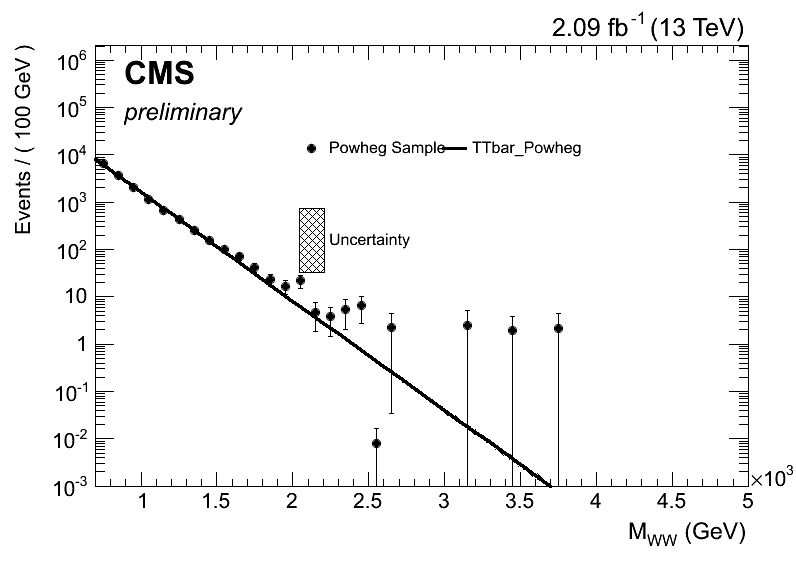 2.09 fb⁻¹ (13 TeV)
CMS
preliminary
Powheg Sample
TTbar_Powheg
Uncertainty
Events / ( 100 GeV )
10⁶
10⁵
10⁴
10³
10²
10
1
10⁻¹
10⁻²
10⁻³
1 1.5 2 2.5 3 3.5 4 4.5 5
×10³
M_WW (GeV)